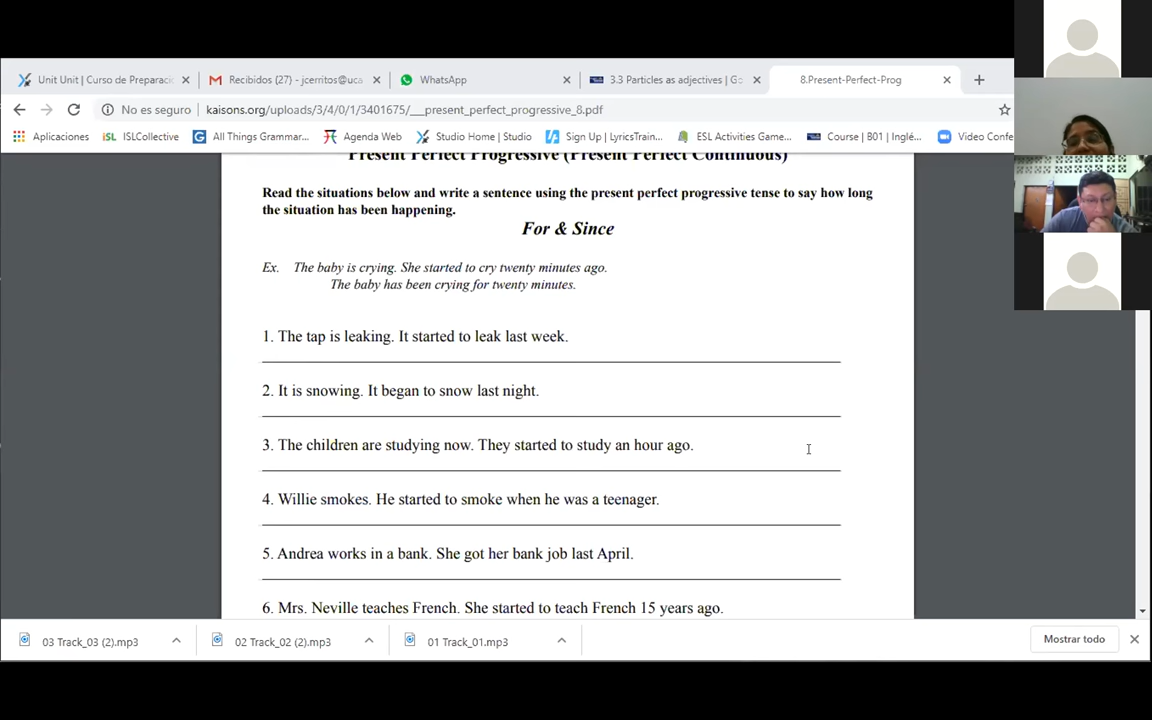 Unit Unit | Curso de Preparació
Recibidos (27) - jcerritos@uca
WhatsApp
3.3 Particles as adjectives | Go
8.Present-Perfect-Prog
No es seguro
kaisons.org/uploads/3/4/0/1/3401675/___present_perfect_progressive_8.pdf
Aplicaciones
iSL ISLCollective
G All Things Grammar...
Agenda Web
Studio Home | Studio
Sign Up | LyricsTrain...
ESL Activities Game...
Course | B01 | Inglé...
Video Confe
Present Perfect Progressive (Present Perfect Continuous)
Read the situations below and write a sentence using the present perfect progressive tense to say how long
the situation has been happening.
For & Since
Ex. The baby is crying. She started to cry twenty minutes ago.
The baby has been crying for twenty minutes.
1. The tap is leaking. It started to leak last week.
2. It is snowing. It began to snow last night.
3. The children are studying now. They started to study an hour ago.
4. Willie smokes. He started to smoke when he was a teenager.
5. Andrea works in a bank. She got her bank job last April.
6. Mrs. Neville teaches French. She started to teach French 15 years ago.
03 Track_03 (2).mp3
02 Track_02 (2).mp3
01 Track_01.mp3
Mostrar todo